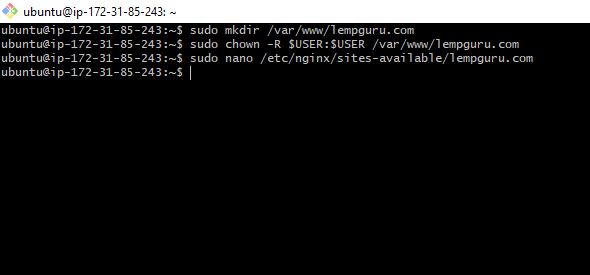 ubuntu@ip-172-31-85-243: ~
ubuntu@ip-172-31-85-243:~$ sudo mkdir /var/www/lempguru.com
ubuntu@ip-172-31-85-243:~$ sudo chown -R $USER:$USER /var/www/lempguru.com
ubuntu@ip-172-31-85-243:~$ sudo nano /etc/nginx/sites-available/lempguru.com
ubuntu@ip-172-31-85-243:~$